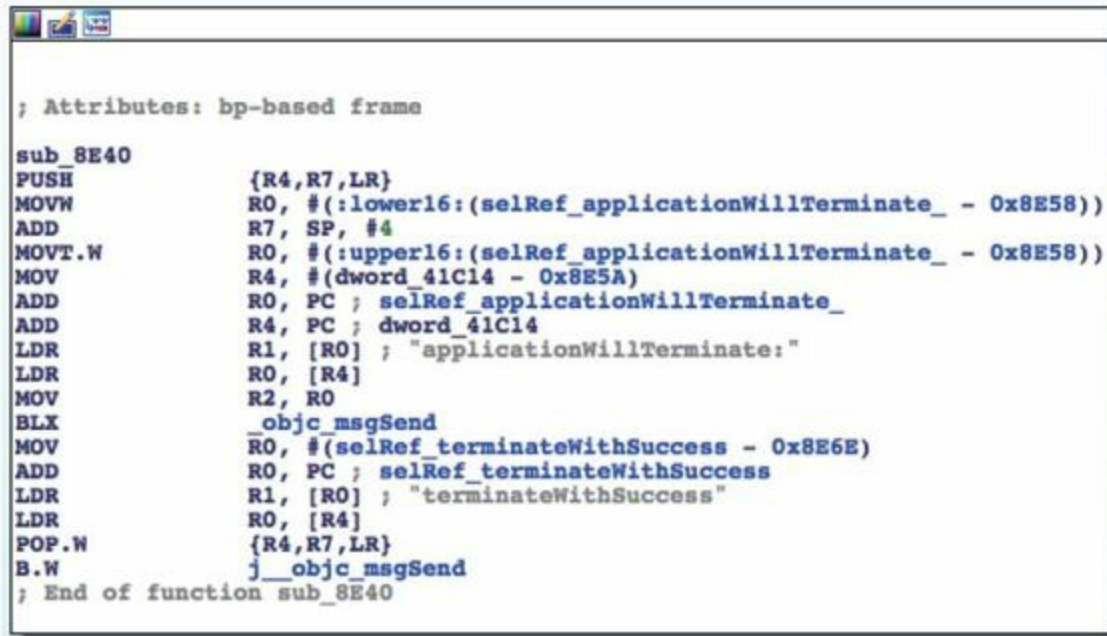 ; Attributes: bp-based frame
sub_8E40
PUSH {R4,R7,LR}
MOVW R0, #(:lower16:(selRef_applicationWillTerminate_ - 0x8E58))
ADD R7, SP, #4
MOVT.W R0, #(:upper16:(selRef_applicationWillTerminate_ - 0x8E58))
MOV R4, #(dword_41C14 - 0x8E5A)
ADD R0, PC ; selRef_applicationWillTerminate_
ADD R4, PC ; dword_41C14
LDR R1, [R0] ; "applicationWillTerminate:"
LDR R0, [R4]
MOV R2, R0
BLX _objc_msgSend
MOV R0, #(selRef_terminateWithSuccess - 0x8E6E)
ADD R0, PC ; selRef_terminateWithSuccess
LDR R1, [R0] ; "terminateWithSuccess"
LDR R0, [R4]
POP.W {R4,R7,LR}
B.W j__objc_msgSend
; End of function sub_8E40